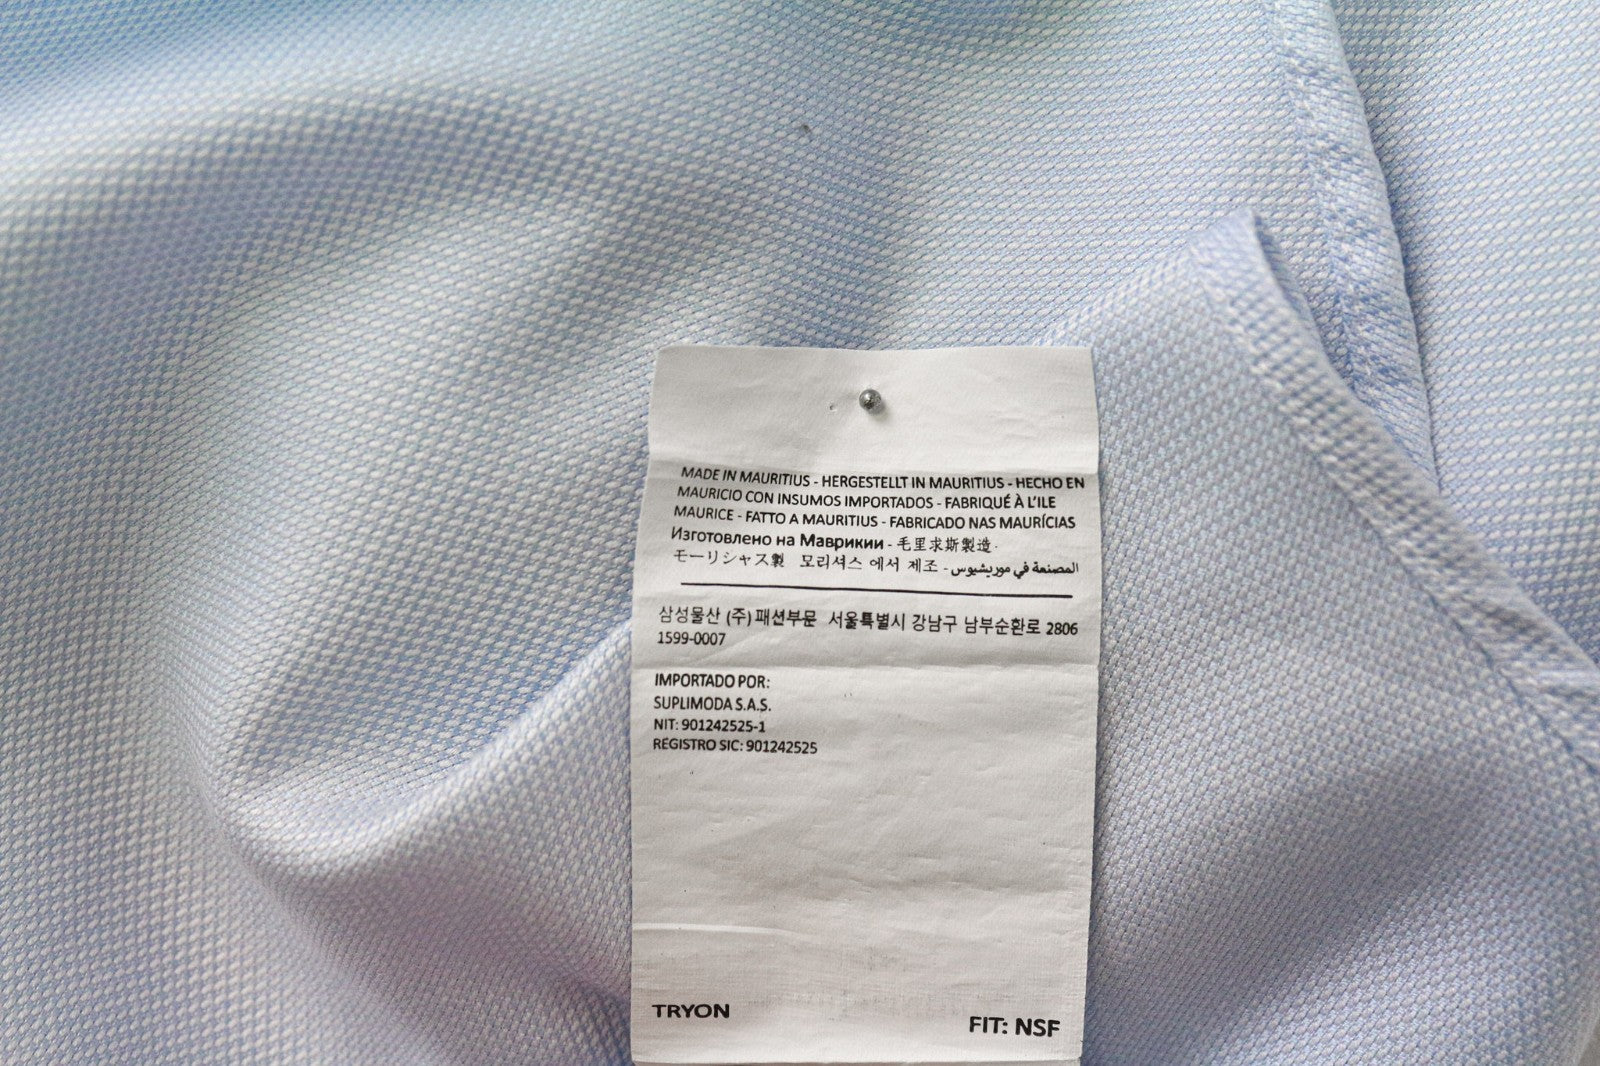 MADE IN MAURITIUS - HERGESTELLT IN MAURITIUS - HECHO EN
MAURICIO CON INSUMOS IMPORTADOS - FABRIQUÉ À L'ILE
MAURICE - FATTO A MAURITIUS - FABRICADO NAS MAURÍCIAS
Изготовлено на Маврикии - 毛里求斯製造 -
モーリシャス製 모리셔스 에서 제조 - المصنعة في موريشيوس
삼성물산 (주) 패션부문 서울특별시 강남구 남부순환로 2806
1599-0007
IMPORTADO POR:
SUPLIMODA S.A.S.
NIT: 901242525-1
REGISTRO SIC: 901242525
TRYON
FIT: NSF